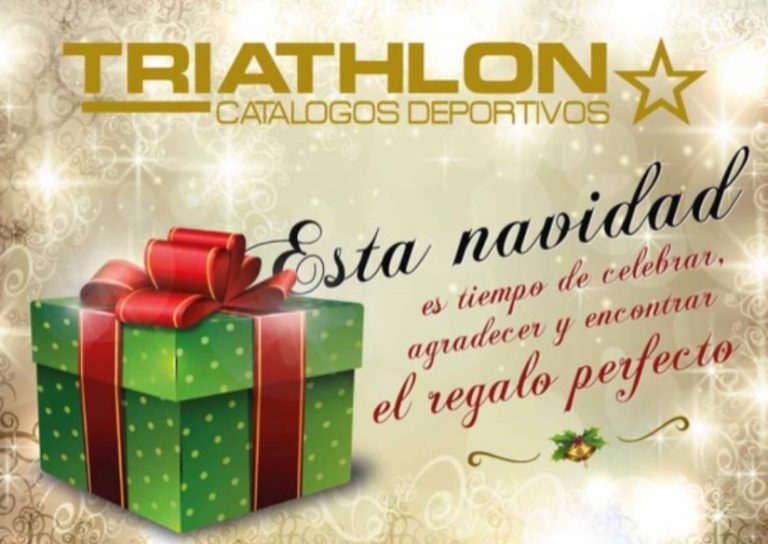 TRIATHLON
CATALOGOS DEPORTIVOS
Esta navidad
es tiempo de celebrar,
agradecer y encontrar
el regalo perfecto